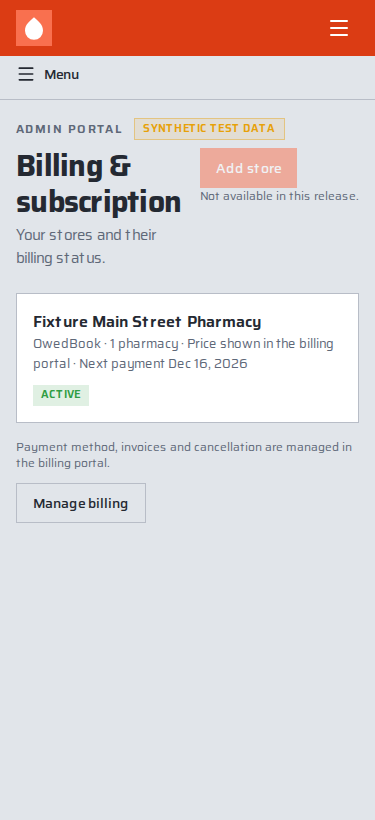 Menu
ADMIN PORTAL
SYNTHETIC TEST DATA
Billing &
subscription
Add store
Not available in this release.
Your stores and their
billing status.
Fixture Main Street Pharmacy
OwedBook · 1 pharmacy · Price shown in the billing
portal · Next payment Dec 16, 2026
ACTIVE
Payment method, invoices and cancellation are managed in
the billing portal.
Manage billing